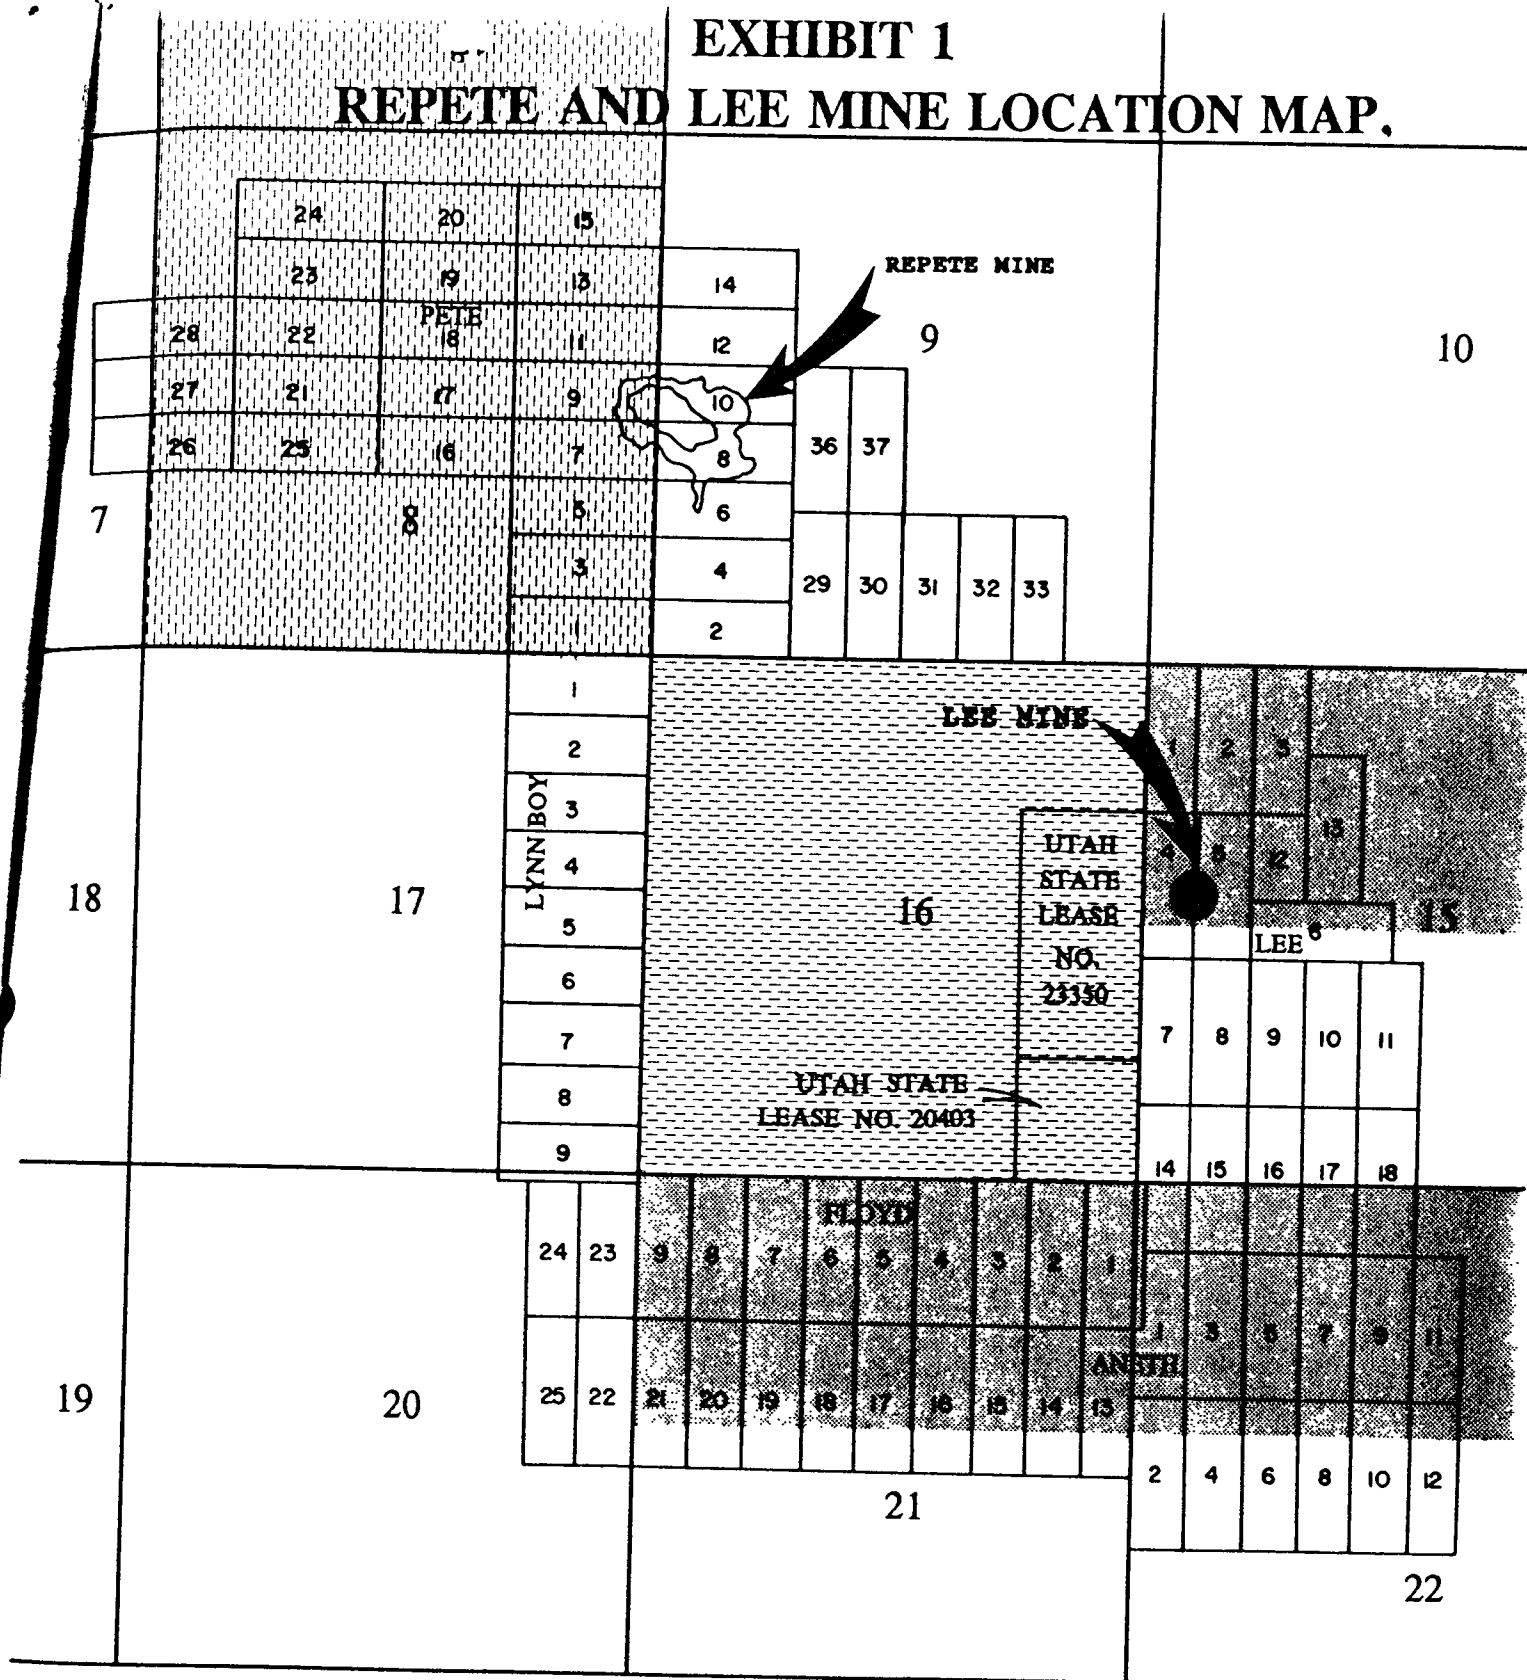 EXHIBIT 1
REPETE AND LEE MINE LOCATION MAP.
24 20 15
23 19 13 14
REPETE MINE
PETE
28 22 18 11 12
9
10
27 21 17 9 10
26 25 16 7 8
36 37
7
8
5 6
3 4
29 30 31 32 33
1 2
1
LEE MINE
1 2 3
2
LYNN BOY
3
13
UTAH
STATE
LEASE
NO.
23350
4 5 12
4
18
17
16
15
5
LEE 6
6
7
7 8 9 10 11
UTAH STATE
LEASE NO. 20403
8
9
14 15 16 17 18
FLOYD
24 23 9 8 7 6 5 4 3 2 1
1 3 5 7 9 11
ANETH
19
20
25 22 21 20 19 18 17 16 15 14 13
2 4 6 8 10 12
21
22